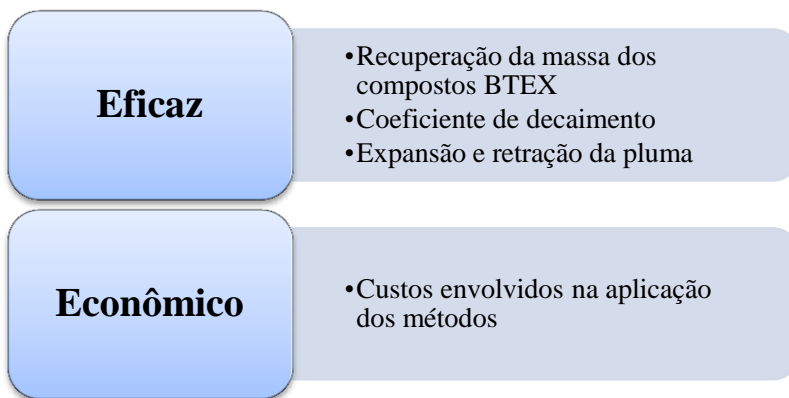 Eficaz
•Recuperação da massa dos
compostos BTEX
•Coeficiente de decaimento
•Expansão e retração da pluma
Econômico
•Custos envolvidos na aplicação
dos métodos